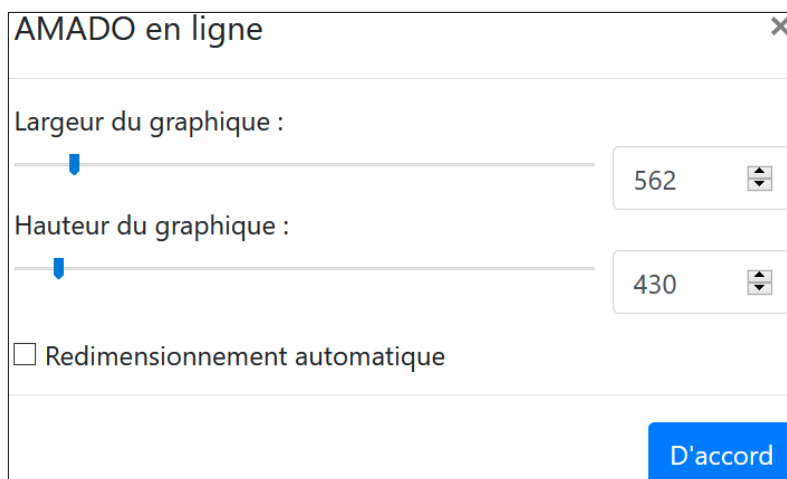 AMADO en ligne
Largeur du graphique :
562
Hauteur du graphique :
430
Redimensionnement automatique
D'accord